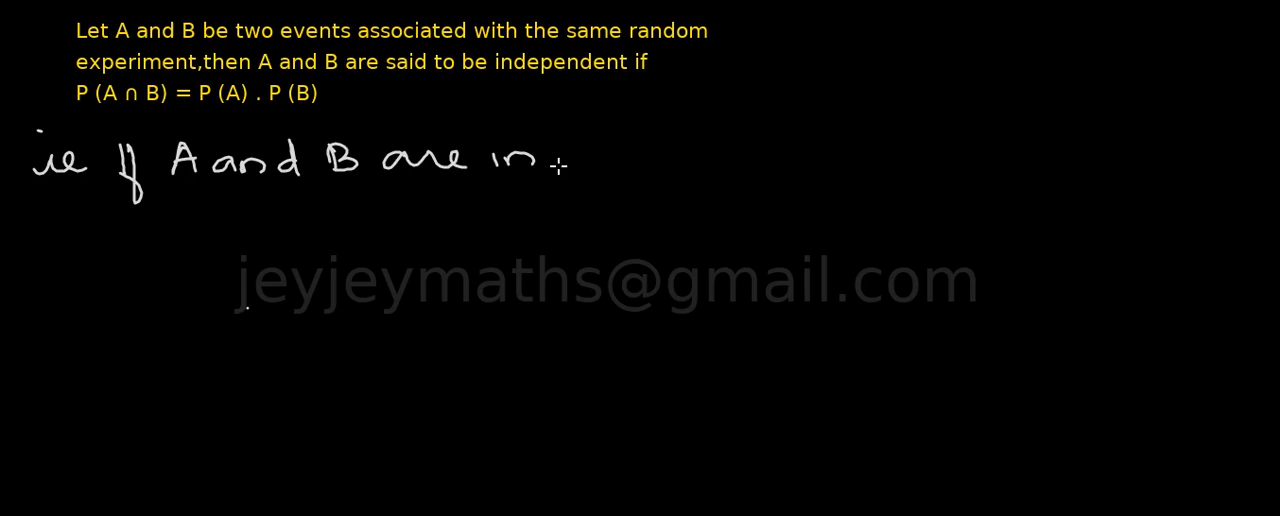 Let A and B be two events associated with the same random
experiment,then A and B are said to be independent if
P (A ∩ B) = P (A) . P (B)
ie If A and B are in
jeyjeymaths@gmail.com